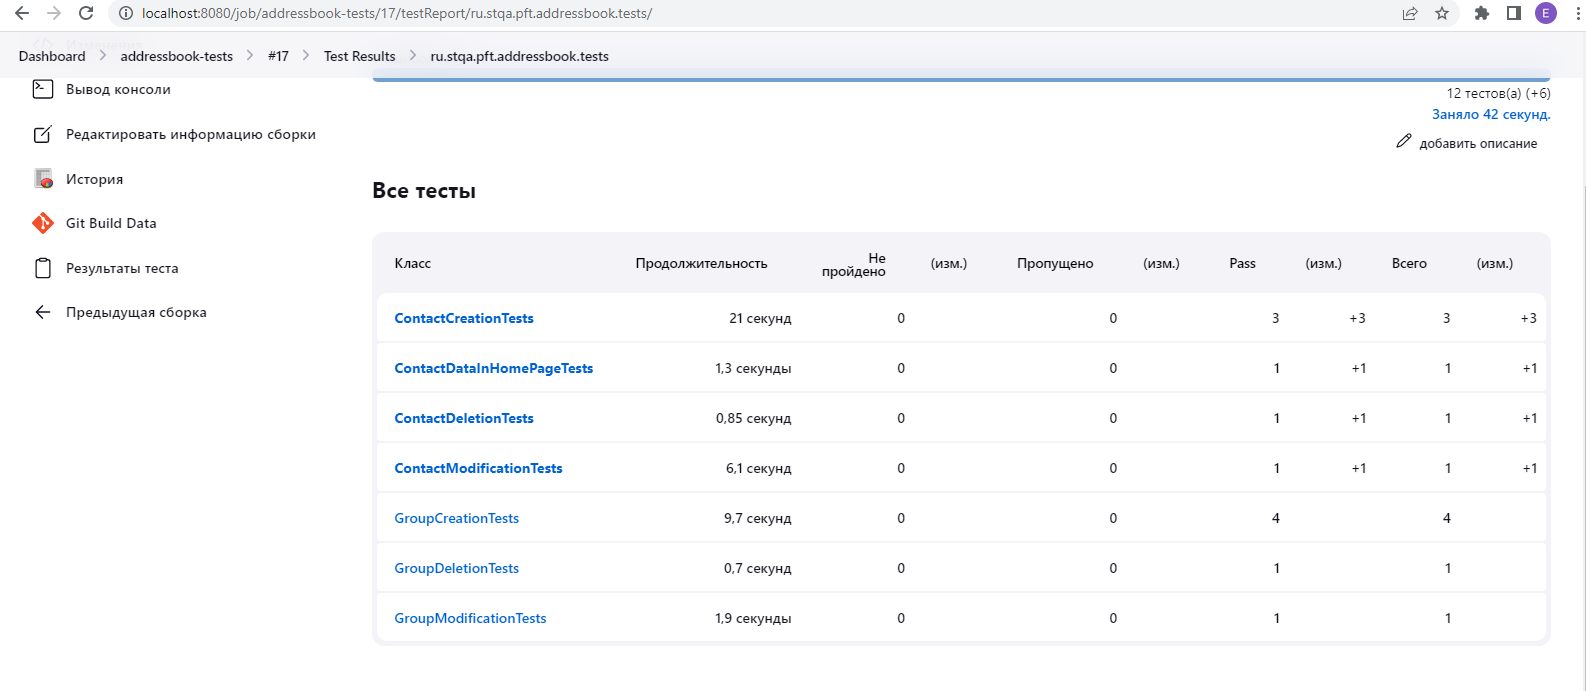 localhost:8080/job/addressbook-tests/17/testReport/ru.stqa.pft.addressbook.tests/
E
Dashboard addressbook-tests #17 Test Results ru.stqa.pft.addressbook.tests
Вывод консоли
Редактировать информацию сборки
История
Git Build Data
Результаты теста
Предыдущая сборка
12 тестов(а) (+6)
Заняло 42 секунд.
добавить описание
Все тесты
Класс Продолжительность Не пройдено (изм.) Пропущено (изм.) Pass (изм.) Всего (изм.)
ContactCreationTests 21 секунд 0 0 3 +3 3 +3
ContactDataInHomePageTests 1,3 секунды 0 0 1 +1 1 +1
ContactDeletionTests 0,85 секунд 0 0 1 +1 1 +1
ContactModificationTests 6,1 секунд 0 0 1 +1 1 +1
GroupCreationTests 9,7 секунд 0 0 4 4
GroupDeletionTests 0,7 секунд 0 0 1 1
GroupModificationTests 1,9 секунды 0 0 1 1